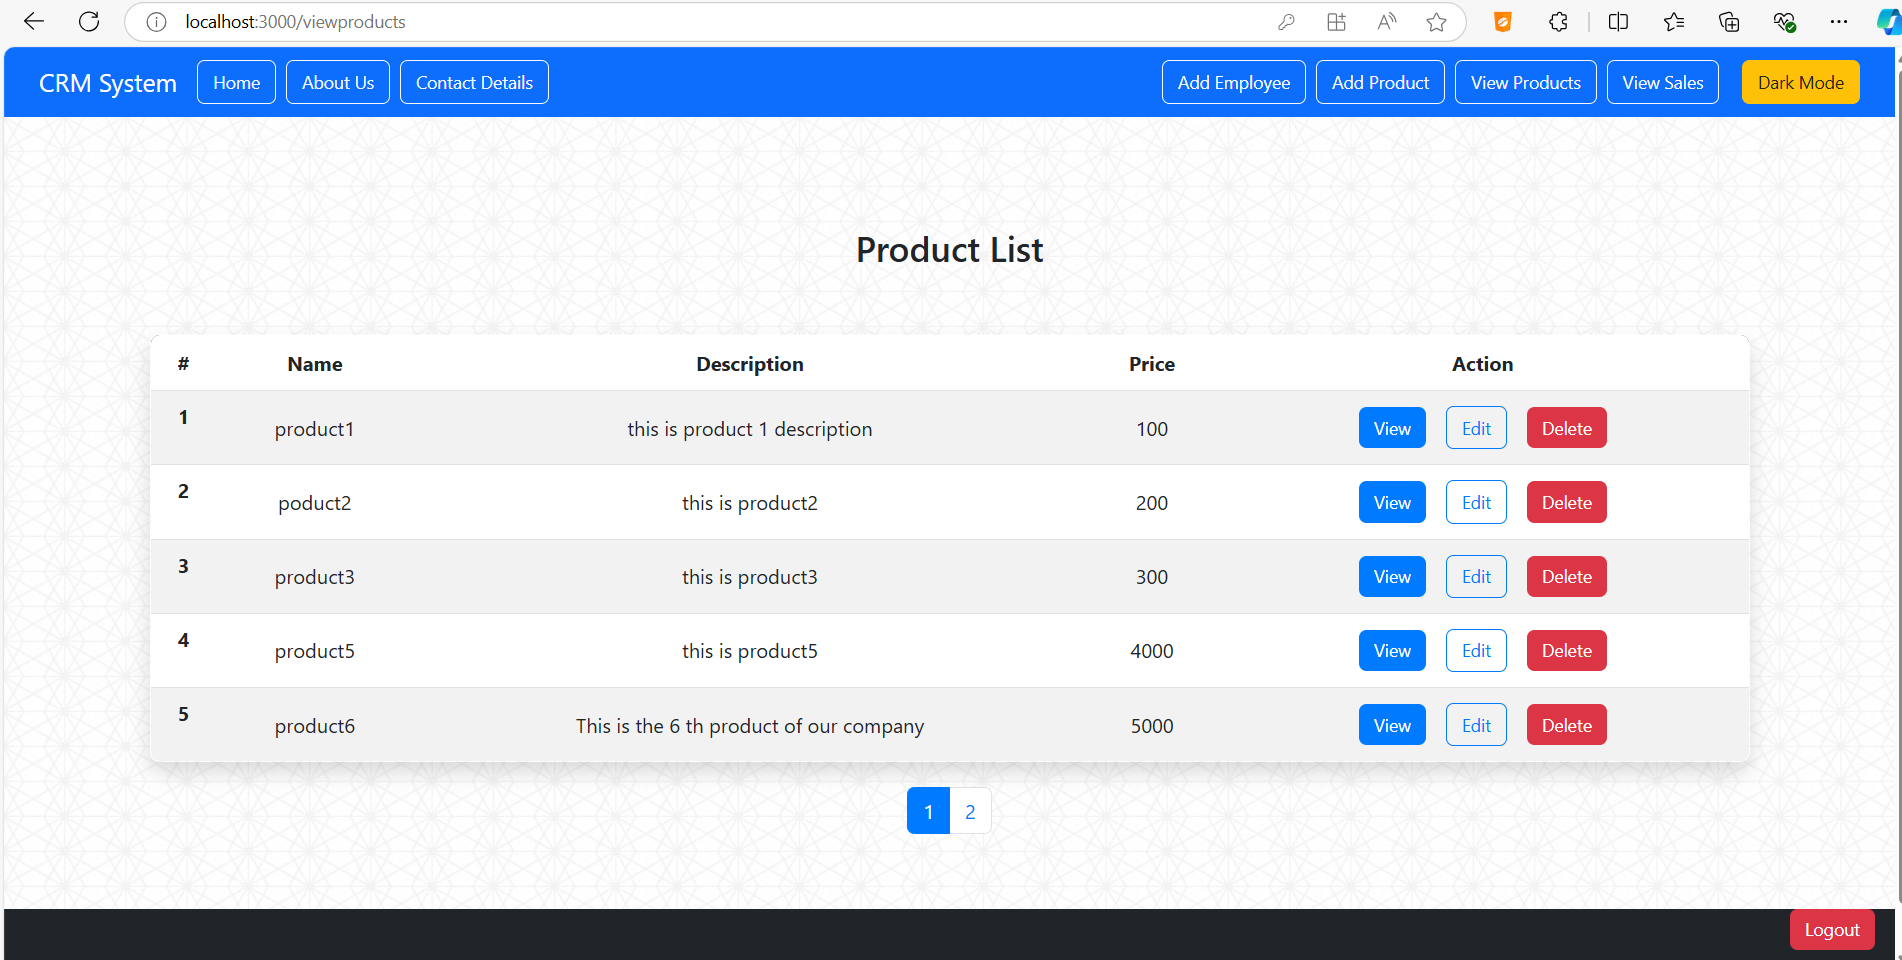 localhost:3000/viewproducts
CRM System Home About Us Contact Details Add Employee Add Product View Products View Sales Dark Mode
Product List
# Name Description Price Action
1 product1 this is product 1 description 100 View Edit Delete
2 poduct2 this is product2 200 View Edit Delete
3 product3 this is product3 300 View Edit Delete
4 product5 this is product5 4000 View Edit Delete
5 product6 This is the 6 th product of our company 5000 View Edit Delete
1 2
Logout